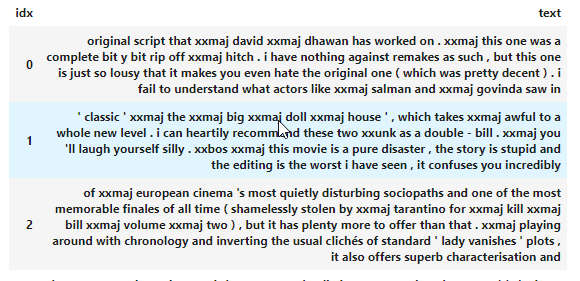 idx text
original script that xxmaj david xxmaj dhawan has worked on . xxmaj this one was a
complete bit y bit rip off xxmaj hitch . i have nothing against remakes as such , but this one
0 is just so lousy that it makes you even hate the original one ( which was pretty decent ) . i
fail to understand what actors like xxmaj salman and xxmaj govinda saw in
' classic ' xxmaj the xxmaj big xxmaj doll xxmaj house ' , which takes xxmaj awful to a
whole new level . i can heartily recommend these two xxunk as a double - bill . xxmaj you
1 'll laugh yourself silly . xxbos xxmaj this movie is a pure disaster , the story is stupid and
the editing is the worst i have seen , it confuses you incredibly
of xxmaj european cinema 's most quietly disturbing sociopaths and one of the most
memorable finales of all time ( shamelessly stolen by xxmaj tarantino for xxmaj kill xxmaj
2 bill xxmaj volume xxmaj two ) , but it has plenty more to offer than that . xxmaj playing
around with chronology and inverting the usual clichés of standard ' lady vanishes ' plots ,
it also offers superb characterisation and